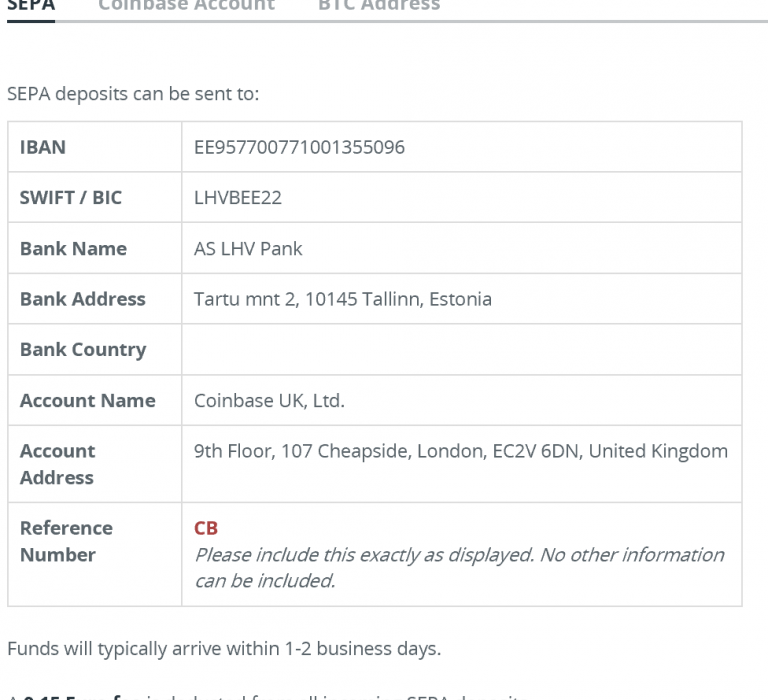 SEPA Coinbase Account BTC Address
SEPA deposits can be sent to:
IBAN EE957700771001355096
SWIFT / BIC LHVBEE22
Bank Name AS LHV Pank
Bank Address Tartu mnt 2, 10145 Tallinn, Estonia
Bank Country
Account Name Coinbase UK, Ltd.
Account Address 9th Floor, 107 Cheapside, London, EC2V 6DN, United Kingdom
Reference Number CB
Please include this exactly as displayed. No other information
can be included.
Funds will typically arrive within 1-2 business days.
A 0.15 Euro fee is deducted from all incoming SEPA deposits.